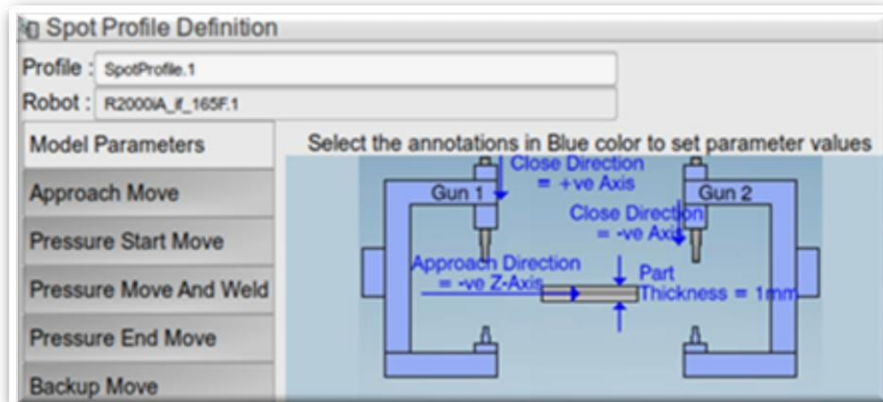 Spot Profile Definition
Profile : SpotProfile.1
Robot : R2000iA_if_165F.1
Model Parameters
Approach Move
Pressure Start Move
Pressure Move And Weld
Pressure End Move
Backup Move
Select the annotations in Blue color to set parameter values
Close Direction
= +ve Axis
Gun 1
Gun 2
Close Direction
= -ve Axis
Approach Direction
= -ve Z-Axis
Part
Thickness = 1mm